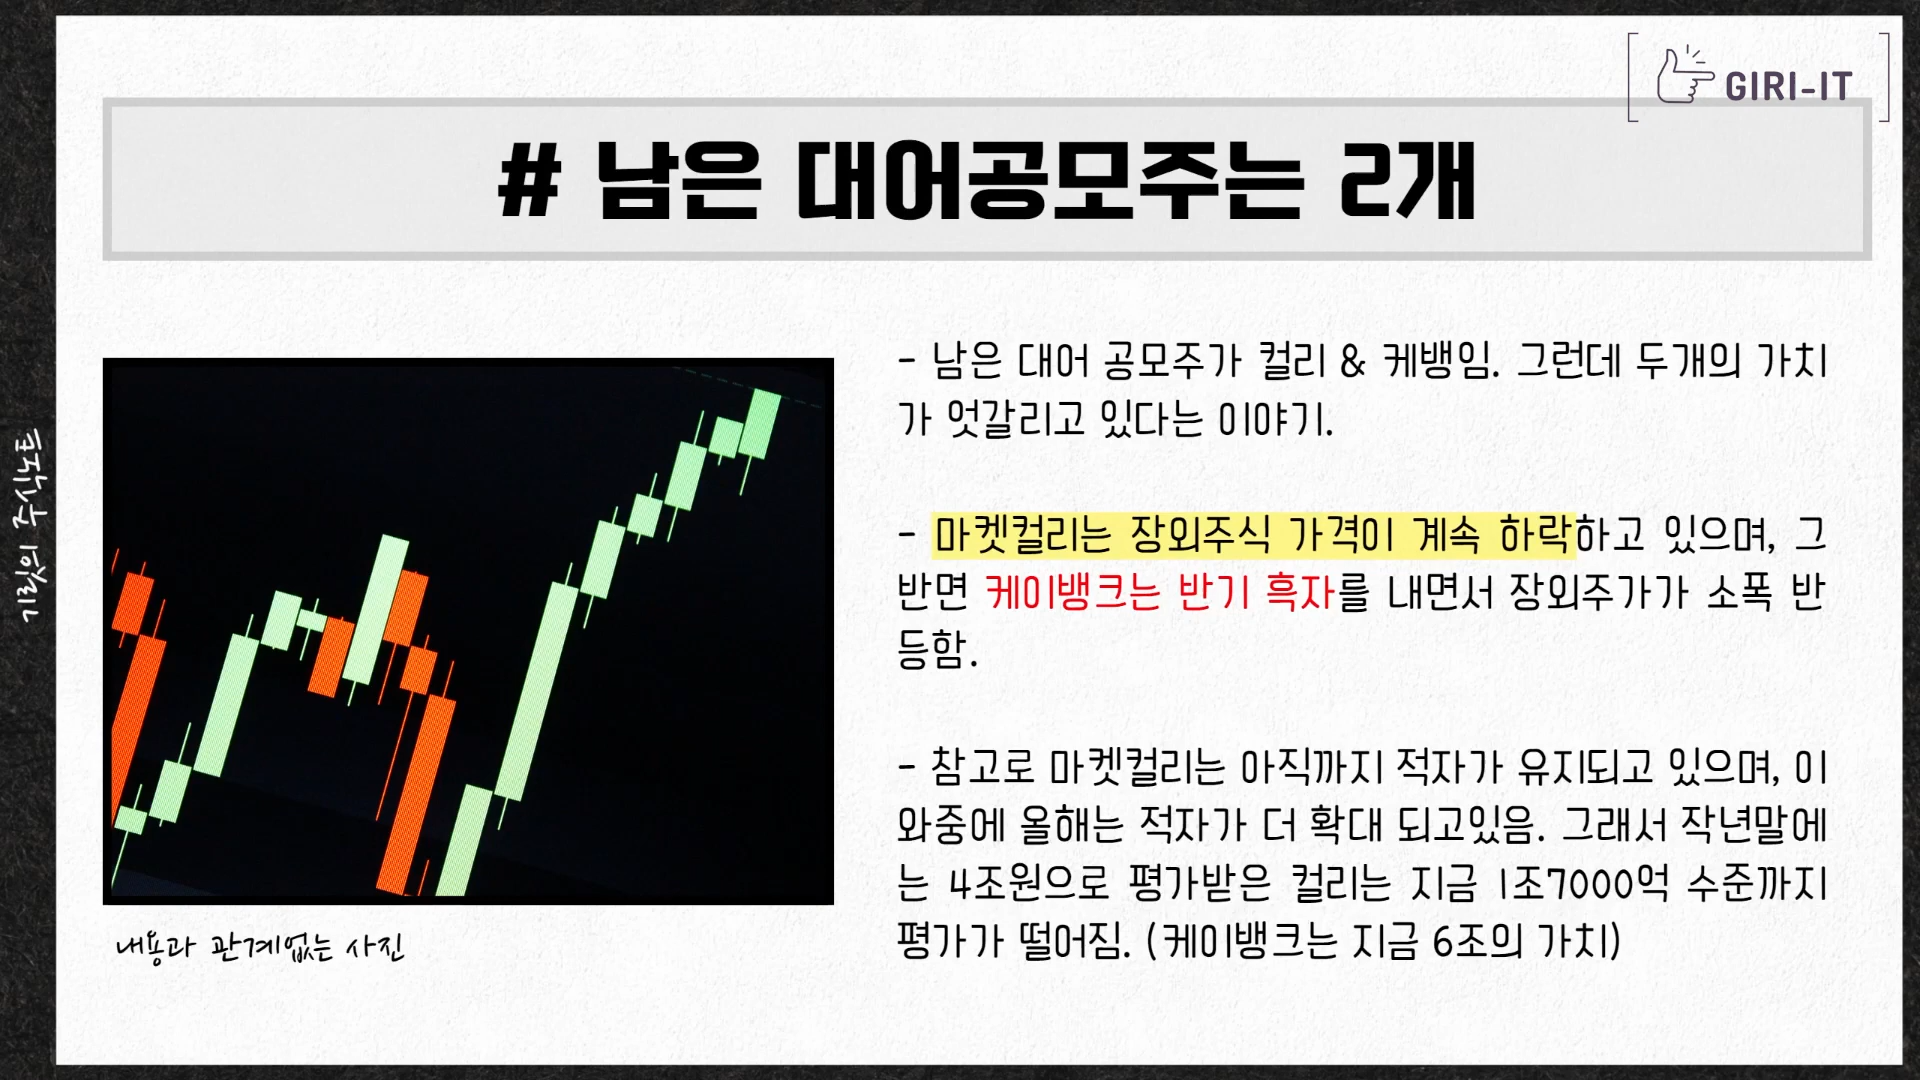 GIRI-IT
# 남은 대어공모주는 2개
- 남은 대어 공모주가 컬리 & 케뱅임. 그런데 두개의 가치
가 엇갈리고 있다는 이야기.
- 마켓컬리는 장외주식 가격이 계속 하락하고 있으며, 그
반면 케이뱅크는 반기 흑자를 내면서 장외주가가 소폭 반
등함.
- 참고로 마켓컬리는 아직까지 적자가 유지되고 있으며, 이
와중에 올해는 적자가 더 확대 되고있음. 그래서 작년말에
는 4조원으로 평가받은 컬리는 지금 1조7000억 수준까지
평가가 떨어짐. (케이뱅크는 지금 6조의 가치)
내용과 관계없는 사진
기릿의 주식노트